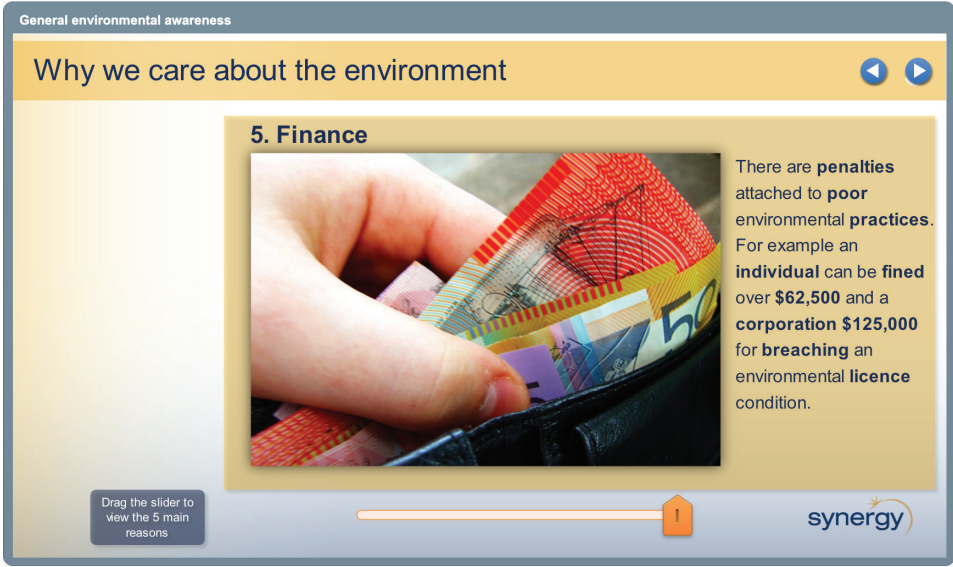 General environmental awareness
Why we care about the environment
5. Finance
There are penalties
attached to poor
environmental practices.
For example an
individual can be fined
over $62,500 and a
corporation $125,000
for breaching an
environmental licence
condition.
50
5
Drag the slider to
view the 5 main
reasons
synergy